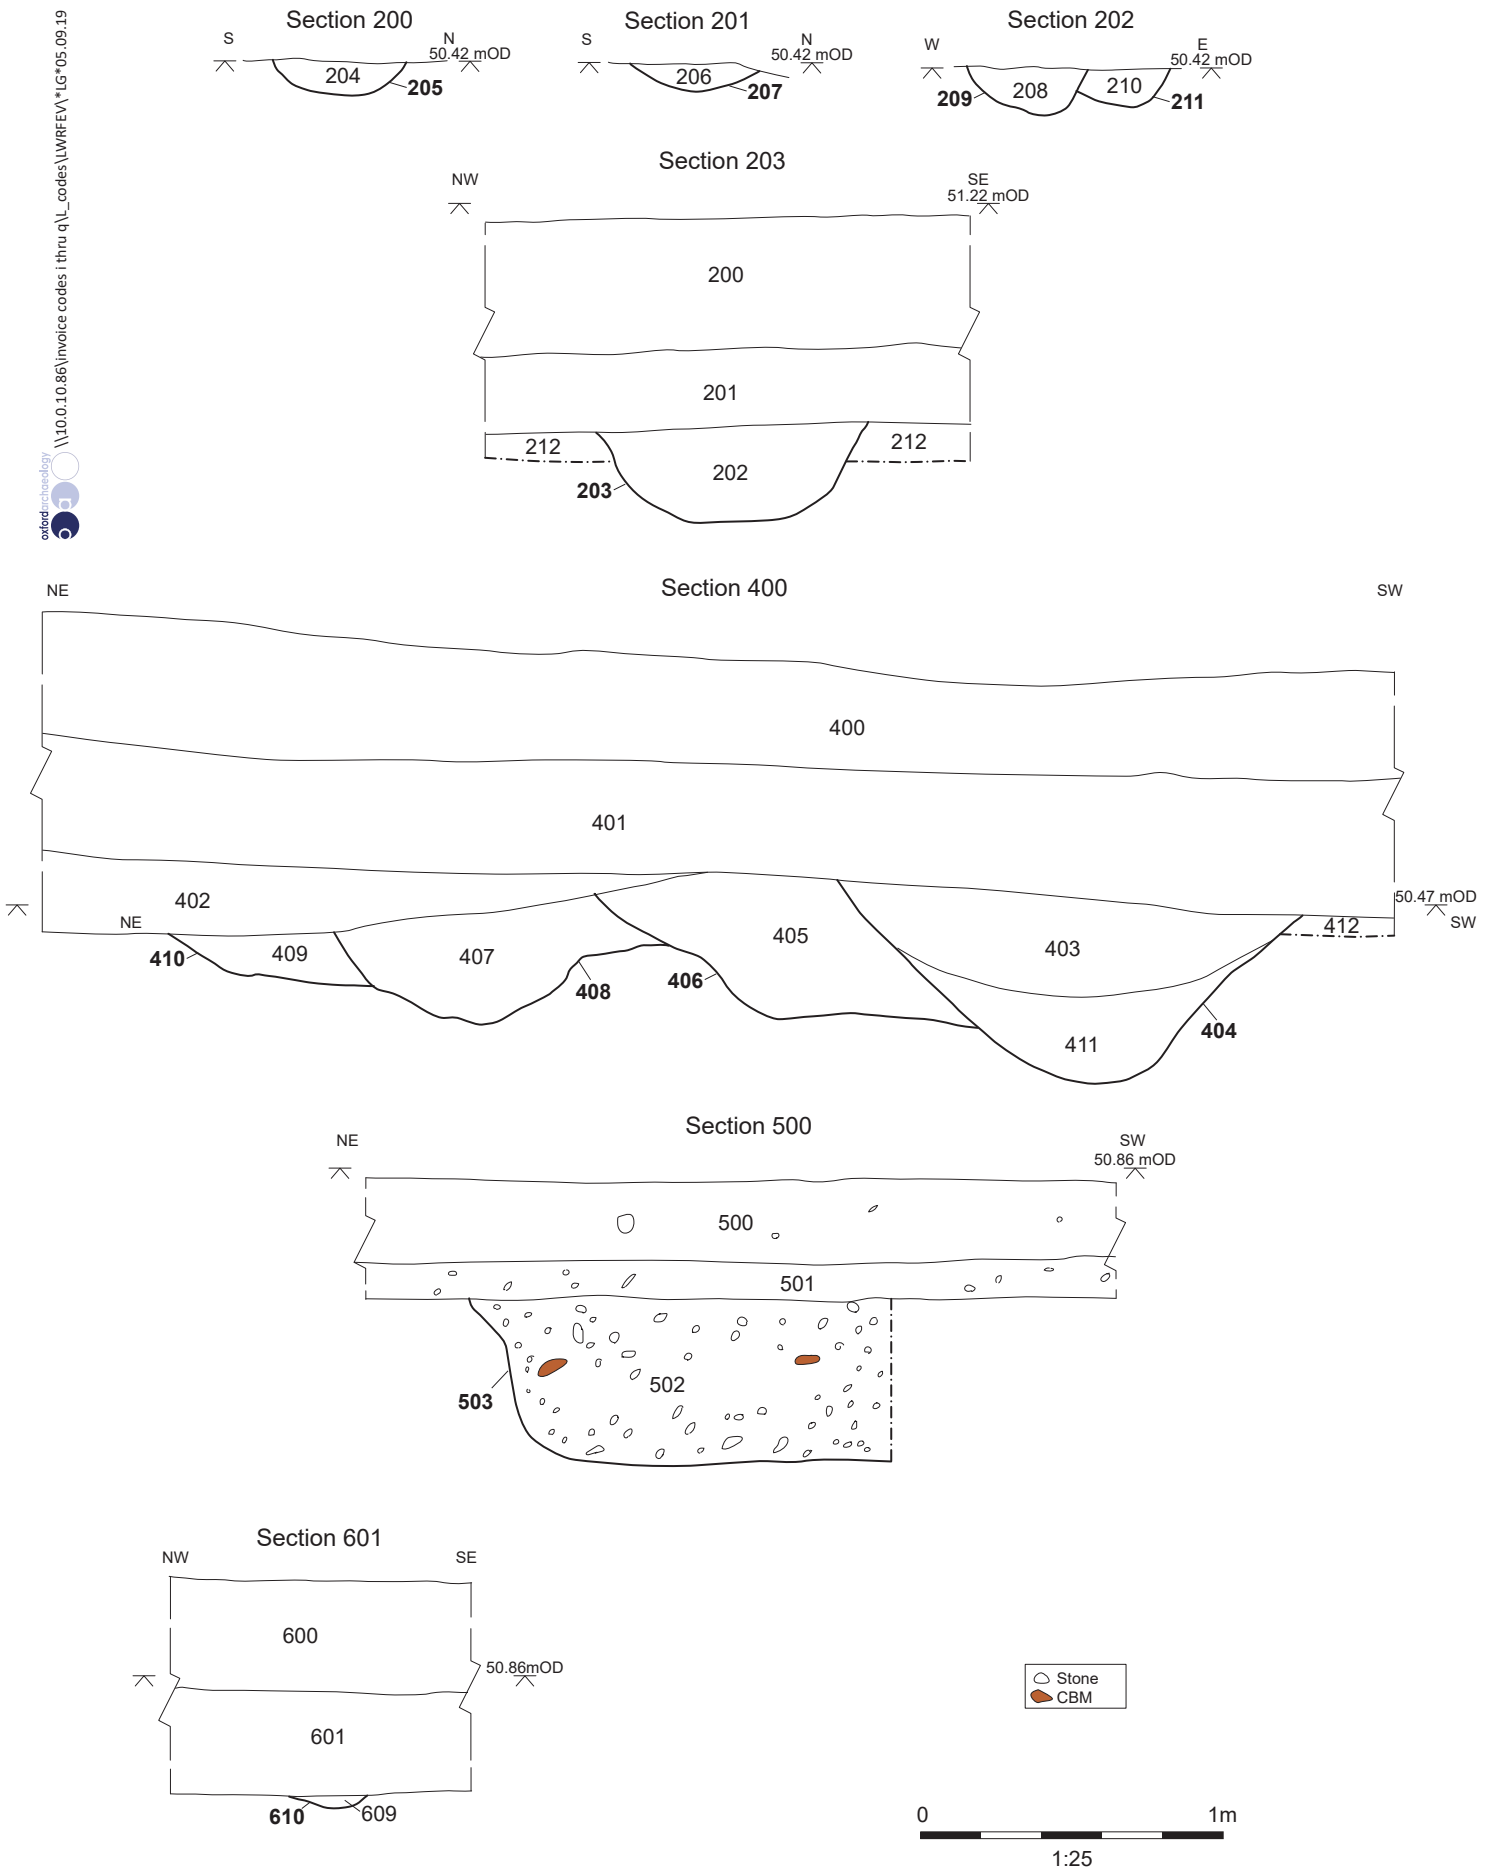 \\10.0.10.86\invoice codes i thru q\L_codes\LWRFEV\*LG*05.09.19
oxfordarchaeology
Section 200
S
N
50.42 mOD
204
205
Section 201
S
N
50.42 mOD
206
207
Section 202
W
E
50.42 mOD
209
208
210
211
Section 203
NW
SE
51.22 mOD
200
201
212
212
202
203
Section 400
NE
SW
400
401
402
50.47 mOD
NE
SW
412
410
409
407
405
403
408
406
404
411
Section 500
NE
SW
50.86 mOD
500
501
502
503
Section 601
NW
SE
600
50.86mOD
601
610
609
Stone
CBM
0
1m
1:25